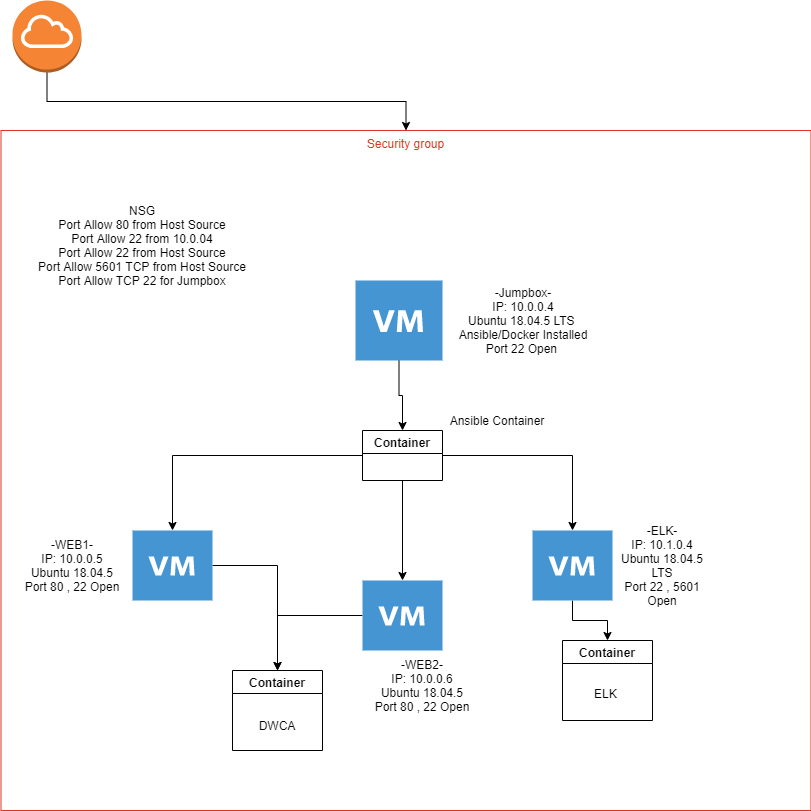 Security group
NSG
Port Allow 80 from Host Source
Port Allow 22 from 10.0.04
Port Allow 22 from Host Source
Port Allow 5601 TCP from Host Source
Port Allow TCP 22 for Jumpbox
VM
-Jumpbox-
IP: 10.0.0.4
Ubuntu 18.04.5 LTS
Ansible/Docker Installed
Port 22 Open
Ansible Container
Container
-WEB1-
IP: 10.0.0.5
Ubuntu 18.04.5
Port 80 , 22 Open
VM
VM
-ELK-
IP: 10.1.0.4
Ubuntu 18.04.5
LTS
Port 22 , 5601
Open
VM
-WEB2-
IP: 10.0.0.6
Ubuntu 18.04.5
Port 80 , 22 Open
Container
DWCA
Container
ELK